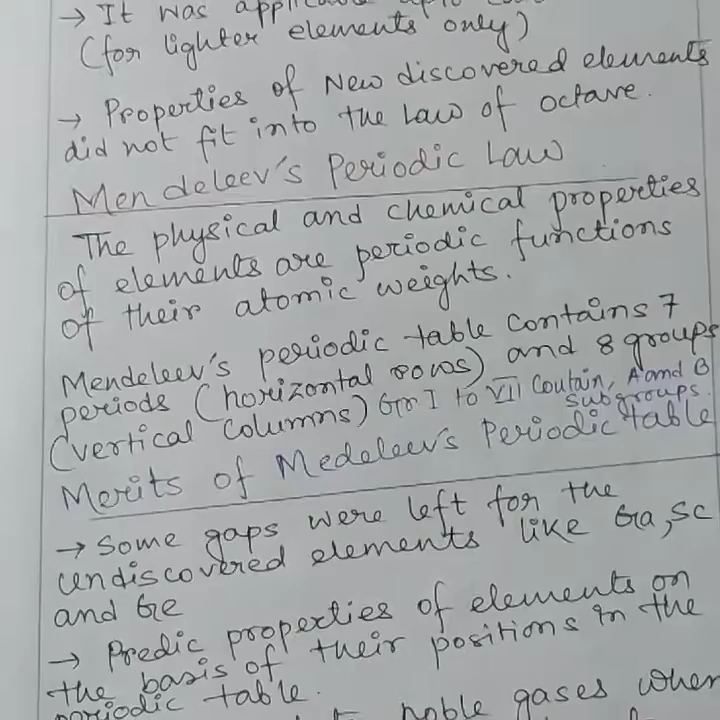 → It was
(for lighter elements only)
→ Properties of New discovered elements
did not fit into the Law of octave.
Mendeleev's Periodic Law
The physical and chemical properties
of elements are periodic functions
of their atomic weights.
Mendeleev's periodic table contains 7
periods (horizontal rows) and 8 groups
(vertical columns) Gr I to VII Contain, A and B
subgroups.
Merits of Medeleev's Periodic table
→ Some gaps were left for the
undiscovered elements like Ga, Sc
and Ge
→ Predic properties of elements on
the basis of their positions in the
periodic table.
noble gases when